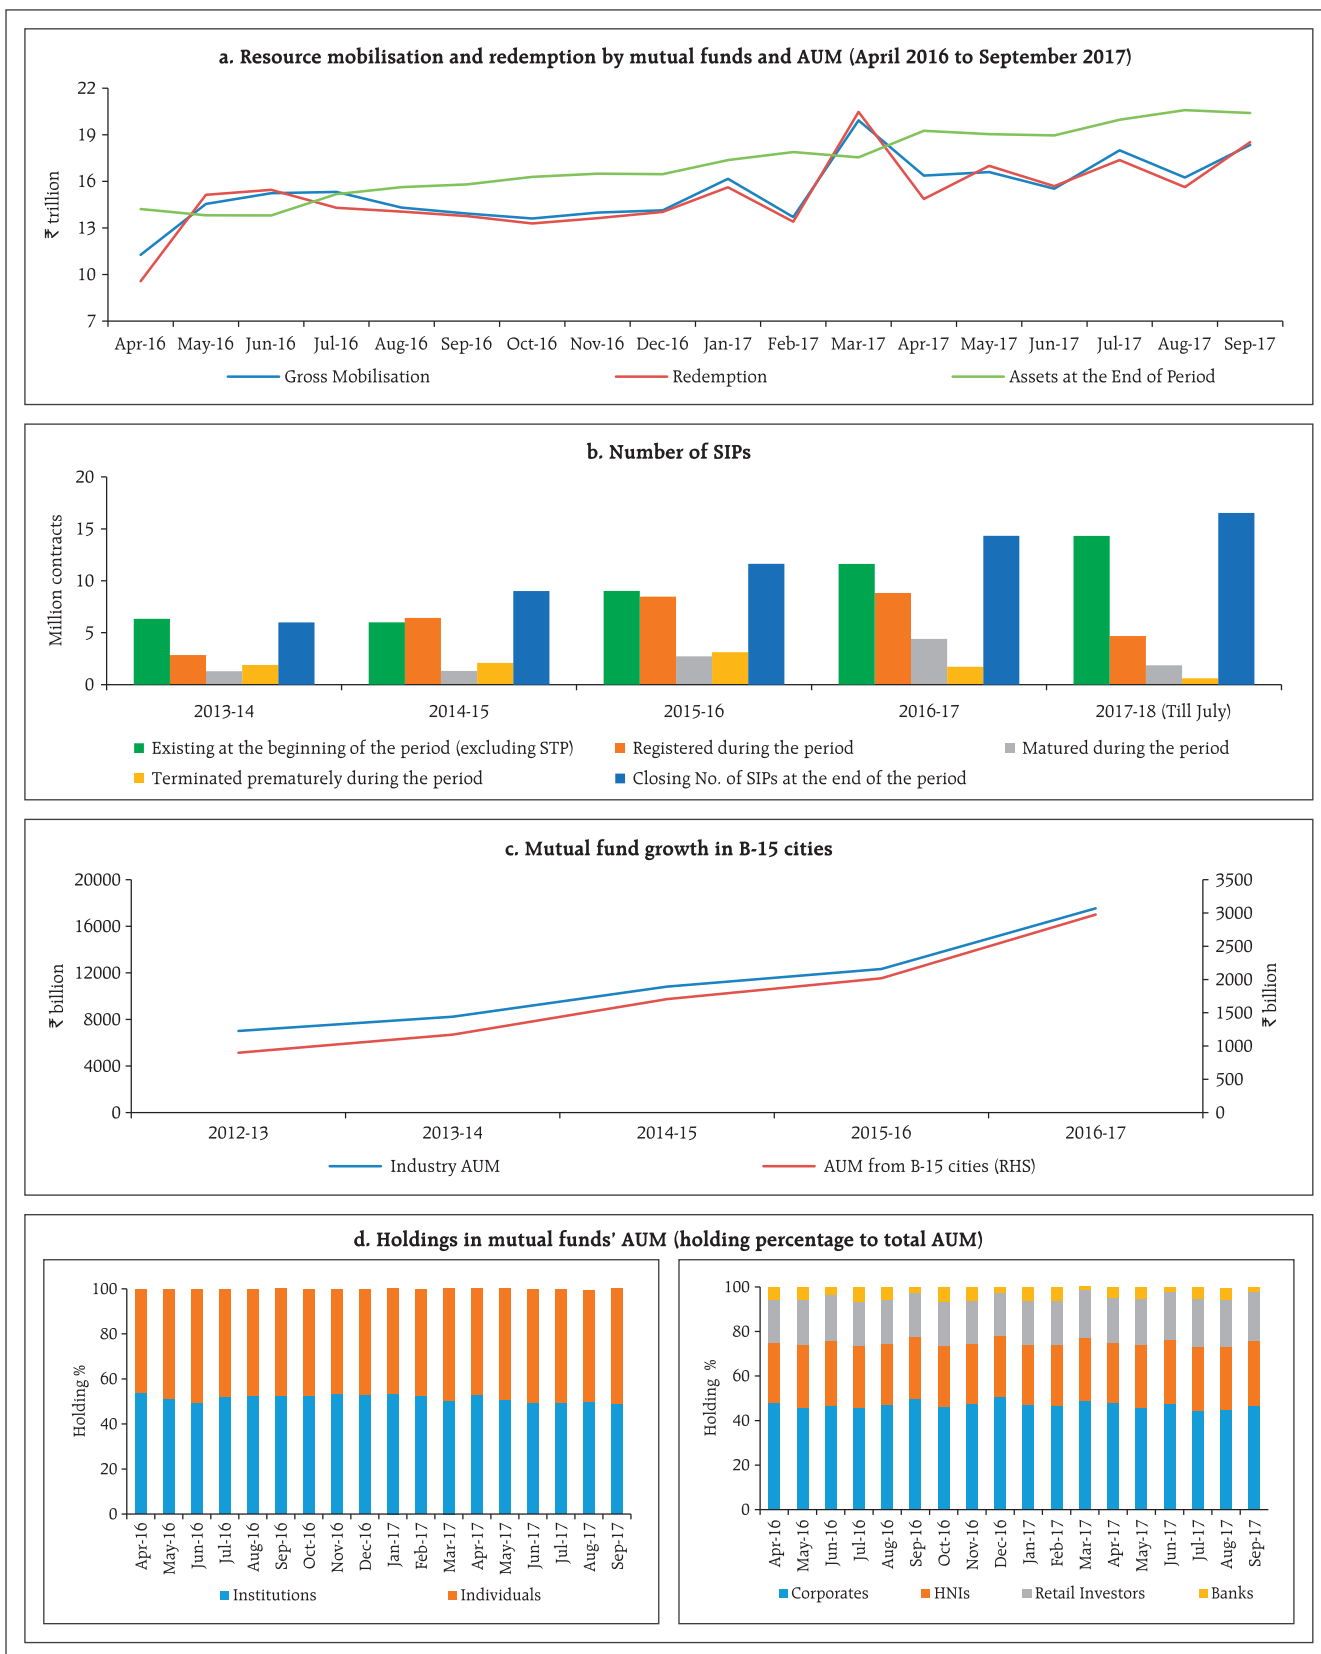 a. Resource mobilisation and redemption by mutual funds and AUM (April 2016 to September 2017)
22
19
16
13
10
7
₹ trillion
Apr-16 May-16 Jun-16 Jul-16 Aug-16 Sep-16 Oct-16 Nov-16 Dec-16 Jan-17 Feb-17 Mar-17 Apr-17 May-17 Jun-17 Jul-17 Aug-17 Sep-17
Gross Mobilisation Redemption Assets at the End of Period
b. Number of SIPs
20
15
10
5
0
Million contracts
2013-14 2014-15 2015-16 2016-17 2017-18 (Till July)
Existing at the beginning of the period (excluding STP) Registered during the period Matured during the period
Terminated prematurely during the period Closing No. of SIPs at the end of the period
c. Mutual fund growth in B-15 cities
20000
16000
12000
8000
4000
0
₹ billion
3500
3000
2500
2000
1500
1000
500
0
₹ billion
2012-13 2013-14 2014-15 2015-16 2016-17
Industry AUM AUM from B-15 cities (RHS)
d. Holdings in mutual funds' AUM (holding percentage to total AUM)
100
80
60
40
20
0
Holding %
Apr-16 May-16 Jun-16 Jul-16 Aug-16 Sep-16 Oct-16 Nov-16 Dec-16 Jan-17 Feb-17 Mar-17 Apr-17 May-17 Jun-17 Jul-17 Aug-17 Sep-17
Institutions Individuals
100
80
60
40
20
0
Holding %
Apr-16 May-16 Jun-16 Jul-16 Aug-16 Sep-16 Oct-16 Nov-16 Dec-16 Jan-17 Feb-17 Mar-17 Apr-17 May-17 Jun-17 Jul-17 Aug-17 Sep-17
Corporates HNIs Retail Investors Banks